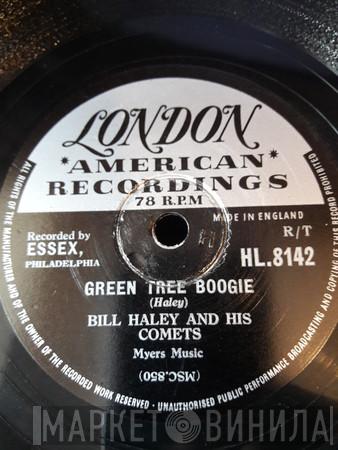 LONDON
*AMERICAN*
RECORDINGS
78 R.P.M
MADE IN ENGLAND
Recorded by
ESSEX,
PHILADELPHIA
R/T
HL.8142
GREEN TREE BOOGIE
(Haley)
BILL HALEY AND HIS
COMETS
Myers Music
(MSC.850)
ALL RIGHTS OF THE MANUFACTURER AND OF THE OWNER OF THE RECORDED WORK RESERVED · UNAUTHORISED PUBLIC PERFORMANCE BROADCASTING AND COPYING OF THIS RECORD PROHIBITED
H
МАРКЕТ ВИНИЛА